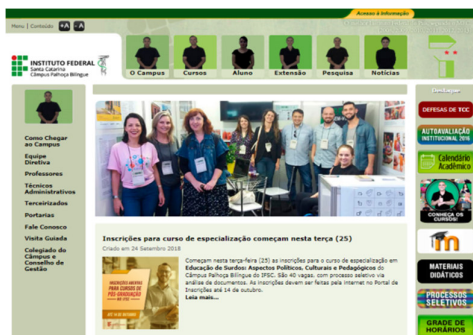 Acesso à Informação
Menu | Conteúdo +A -A
INSTITUTO FEDERAL
Santa Catarina
Câmpus Palhoça Bilíngue
O Campus
Cursos
Aluno
Extensão
Pesquisa
Notícias
Como Chegar
ao Campus
Equipe
Diretiva
Professores
Técnicos
Administrativos
Terceirizados
Portarias
Fale Conosco
Visita Guiada
Colegiado do
Câmpus e
Conselho de
Gestão
Inscrições para curso de especialização começam nesta terça (25)
Criado em 24 Setembro 2018
INSCRIÇÕES ABERTAS
PARA CURSOS DE
PÓS-GRADUAÇÃO
Começam nesta terça-feira (25) as inscrições para o curso de especialização em
Educação de Surdos: Aspectos Políticos, Culturais e Pedagógicos do
Câmpus Palhoça Bilíngue do IFSC. São 40 vagas, com processo seletivo via
análise de documentos. As inscrições devem ser feitas pela internet no Portal de
Inscrições até 14 de outubro.
Leia mais...
Destaque
DEFESAS DE TCC
AUTOAVALIAÇÃO
INSTITUCIONAL 2018
Calendário
Acadêmico
CONHEÇA OS
CURSOS!
m
MATERIAIS
DIDÁTICOS
PROCESSOS
SELETIVOS
GRADE DE
HORÁRIOS